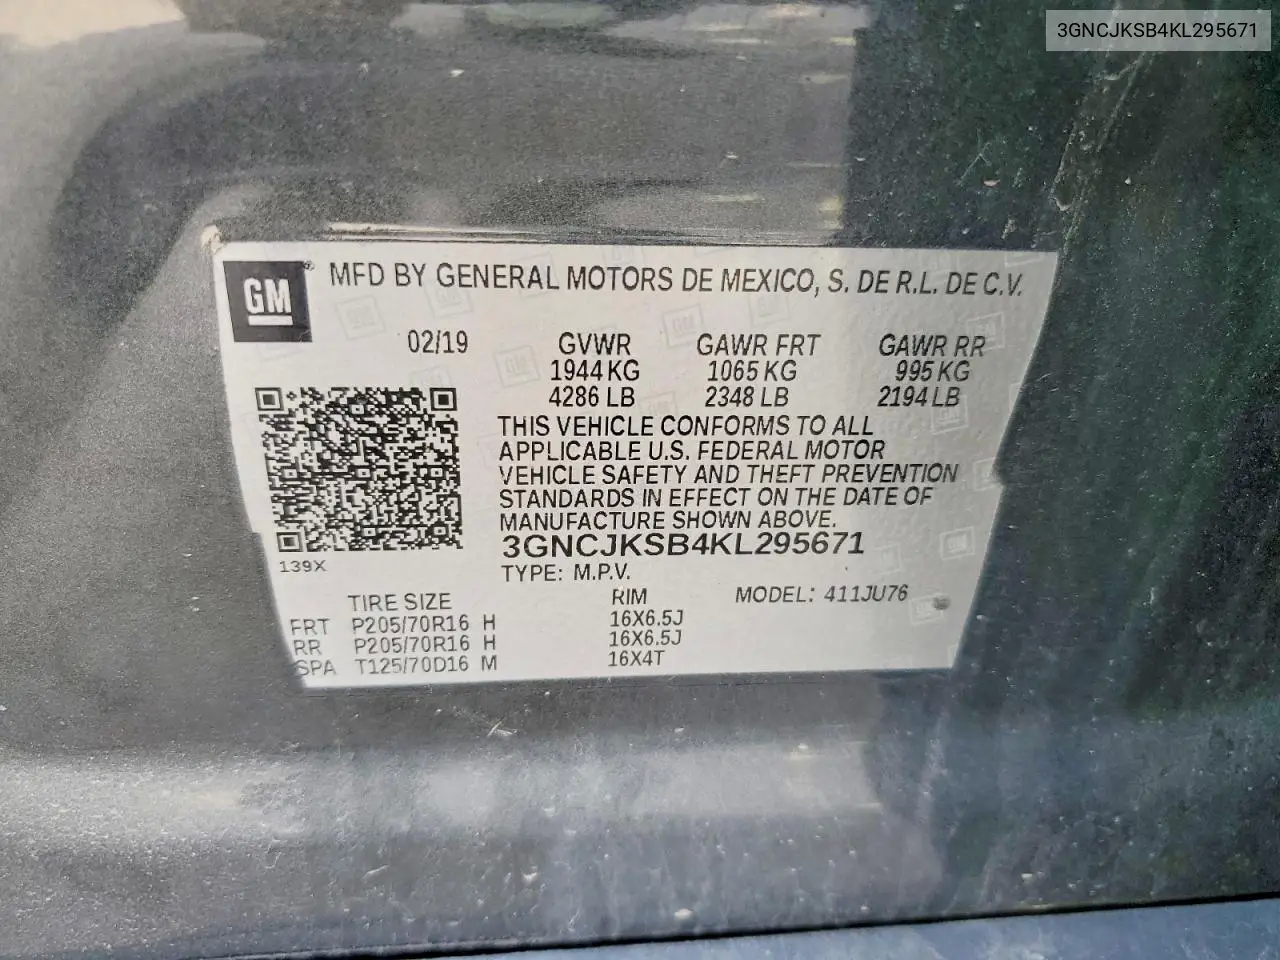 3GNCJKSB4KL295671
GM® MFD BY GENERAL MOTORS DE MEXICO, S. DE R.L. DE C.V.
02/19 GVWR GAWR FRT GAWR RR
1944 KG 1065 KG 995 KG
4286 LB 2348 LB 2194 LB
THIS VEHICLE CONFORMS TO ALL
APPLICABLE U.S. FEDERAL MOTOR
VEHICLE SAFETY AND THEFT PREVENTION
STANDARDS IN EFFECT ON THE DATE OF
MANUFACTURE SHOWN ABOVE.
3GNCJKSB4KL295671
139X
TYPE: M.P.V.
TIRE SIZE RIM MODEL: 411JU76
FRT P205/70R16 H 16X6.5J
RR P205/70R16 H 16X6.5J
SPA T125/70D16 M 16X4T